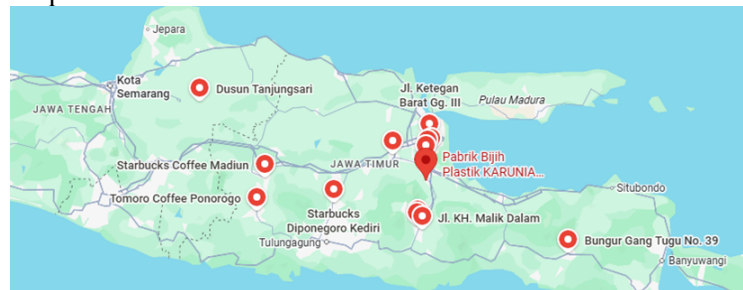 Jepara
Kota
Semarang
Dusun Tanjungsari
JAWA TENGAH
Jl. Ketegan
Barat Gg. III
Pulau Madura
Pabrik Bijih
Plastik KARUNIA...
Starbucks Coffee Madiun
JAWA TIMUR
Tomoro Coffee Ponorogo
Starbucks
Diponegoro Kediri
Tulungagung
Jl. KH. Malik Dalam
Situbondo
Bungur Gang Tugu No. 39
Banyuwangi